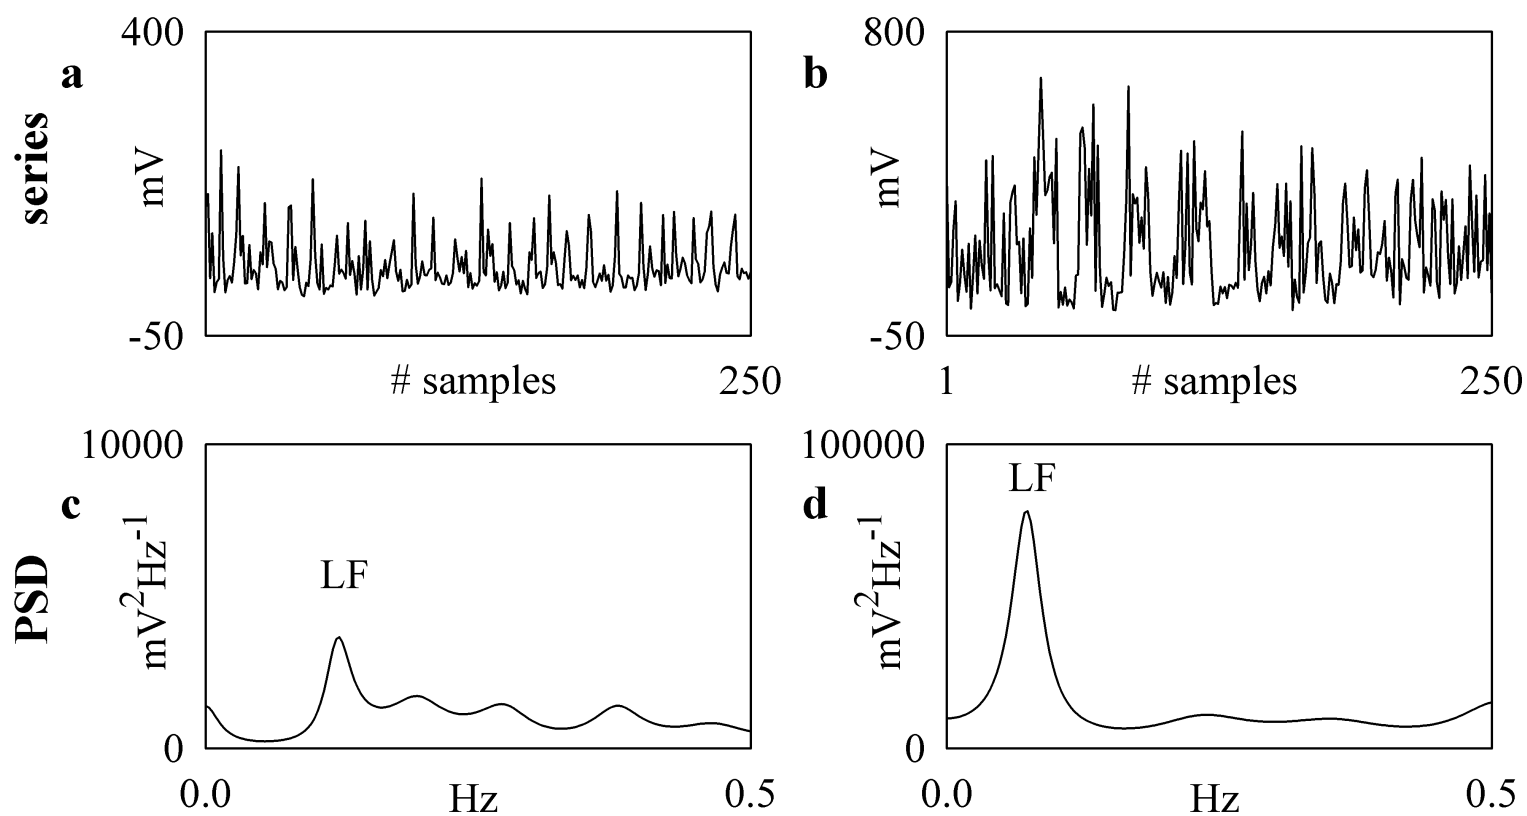 400
800
a
b
series
mV
mV
-50
-50
# samples
250
1
# samples
250
10000
100000
LF
LF
c
d
PSD
mV²Hz⁻¹
mV²Hz⁻¹
0
0
0.0
Hz
0.5
0.0
Hz
0.5